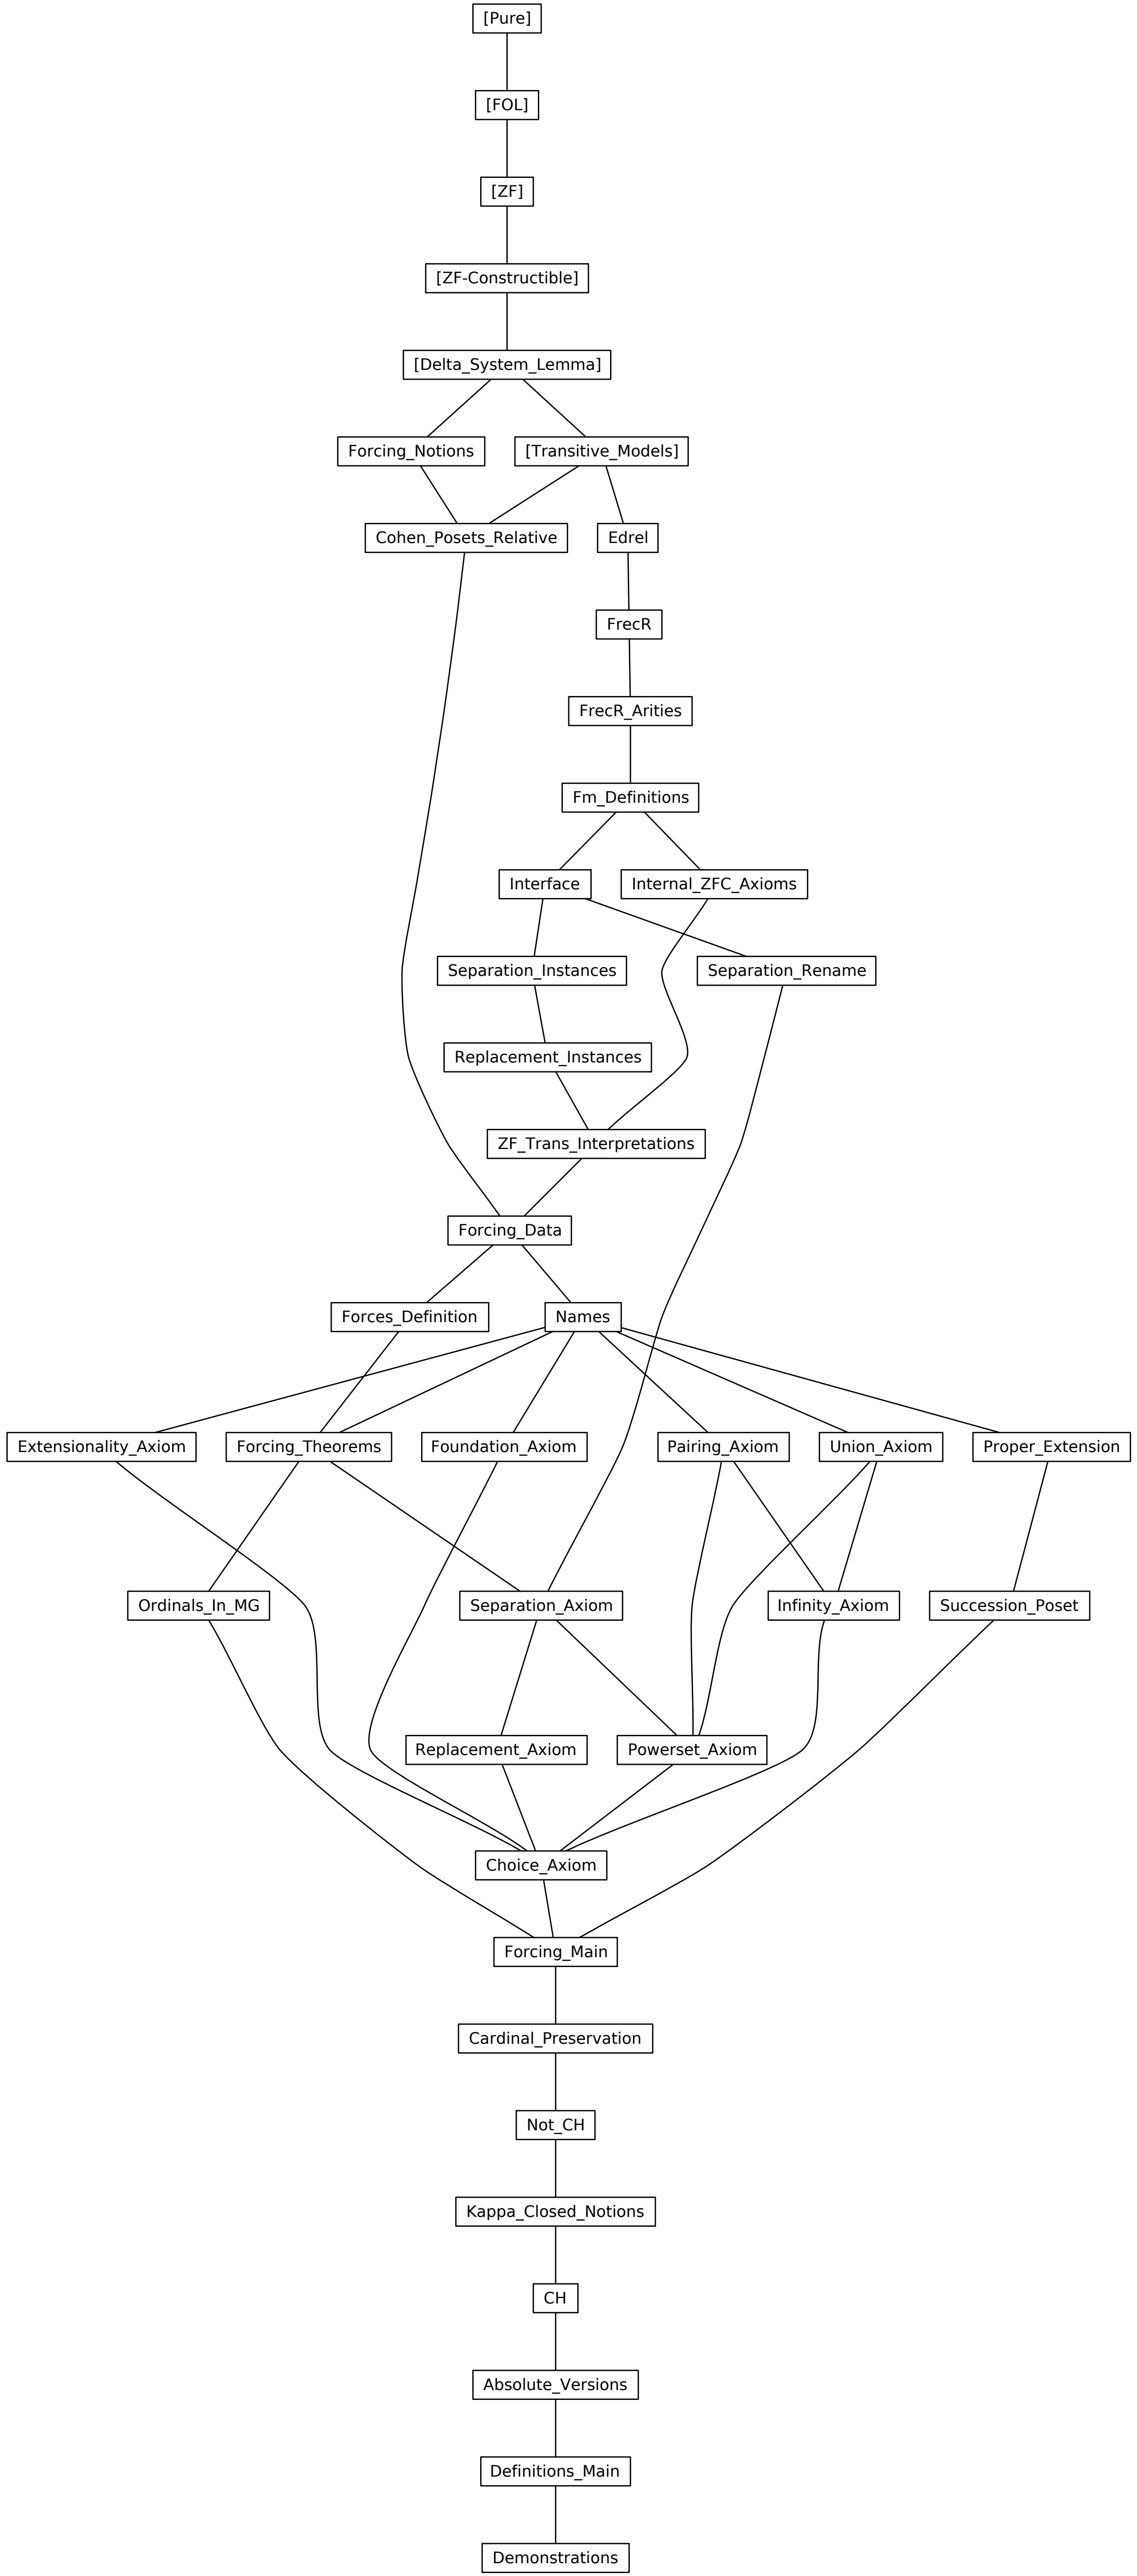 [Pure]
[FOL]
[ZF]
[ZF-Constructible]
[Delta_System_Lemma]
Forcing_Notions
[Transitive_Models]
Cohen_Posets_Relative
Edrel
FrecR
FrecR_Arities
Fm_Definitions
Interface
Internal_ZFC_Axioms
Separation_Instances
Separation_Rename
Replacement_Instances
ZF_Trans_Interpretations
Forcing_Data
Forces_Definition
Names
Extensionality_Axiom
Forcing_Theorems
Foundation_Axiom
Pairing_Axiom
Union_Axiom
Proper_Extension
Ordinals_In_MG
Separation_Axiom
Infinity_Axiom
Succession_Poset
Replacement_Axiom
Powerset_Axiom
Choice_Axiom
Forcing_Main
Cardinal_Preservation
Not_CH
Kappa_Closed_Notions
CH
Absolute_Versions
Definitions_Main
Demonstrations